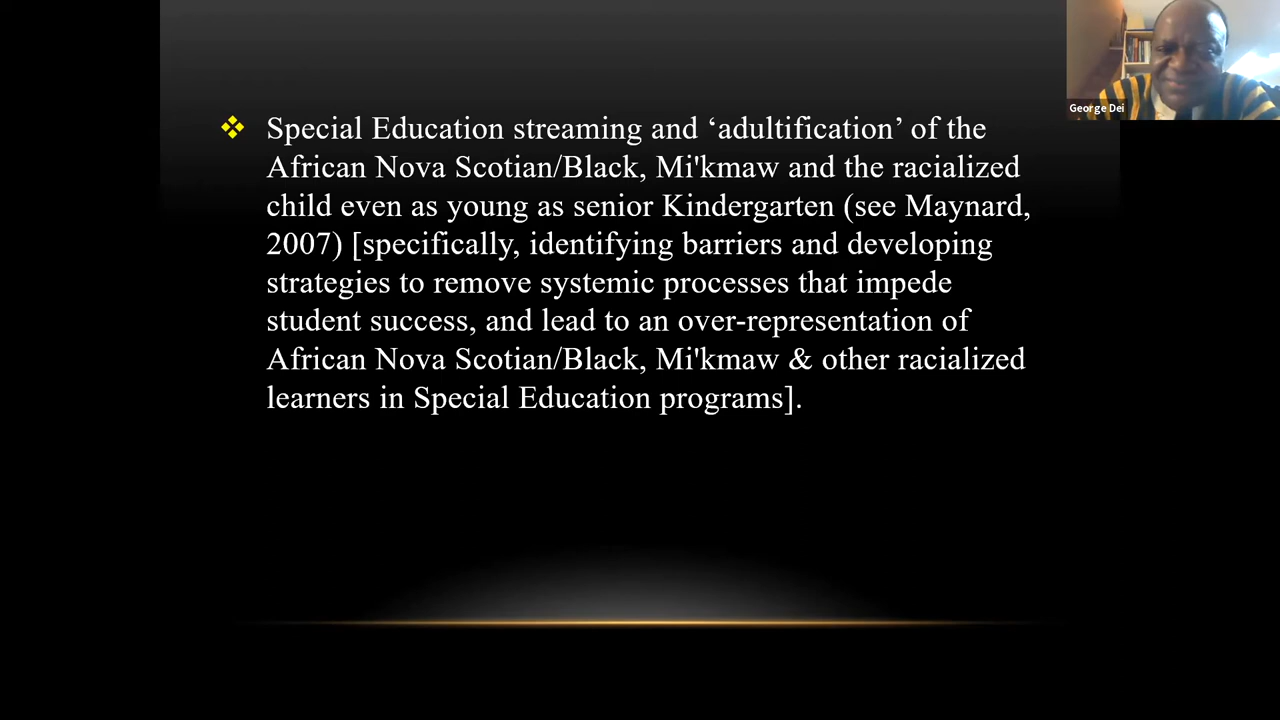 Special Education streaming and ‘adultification’ of the
African Nova Scotian/Black, Mi'kmaw and the racialized
child even as young as senior Kindergarten (see Maynard,
2007) [specifically, identifying barriers and developing
strategies to remove systemic processes that impede
student success, and lead to an over-representation of
African Nova Scotian/Black, Mi'kmaw & other racialized
learners in Special Education programs].
George Dei